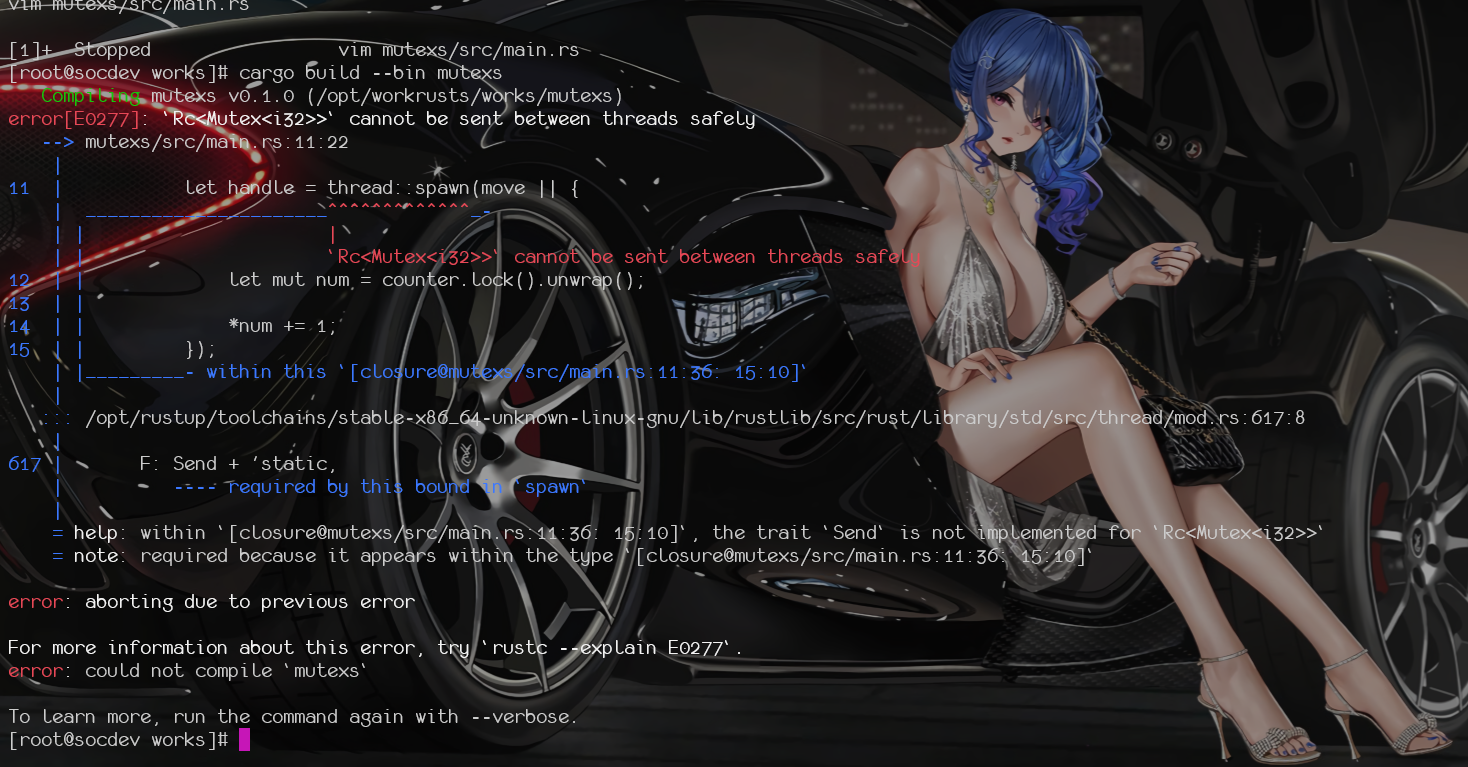 vim mutexs/src/main.rs
[1]+  Stopped                 vim mutexs/src/main.rs
[root@socdev works]# cargo build --bin mutexs
   Compiling mutexs v0.1.0 (/opt/workrusts/works/mutexs)
error[E0277]: `Rc<Mutex<i32>>` cannot be sent between threads safely
   --> mutexs/src/main.rs:11:22
    |
11  |           let handle = thread::spawn(move || {
    |  ______________________^^^^^^^^^^^^^_-
    | |                      |
    | |                      `Rc<Mutex<i32>>` cannot be sent between threads safely
12  | |             let mut num = counter.lock().unwrap();
13  | |
14  | |             *num += 1;
15  | |         });
    | |_________- within this `[closure@mutexs/src/main.rs:11:36: 15:10]`
    |
   ::: /opt/rustup/toolchains/stable-x86_64-unknown-linux-gnu/lib/rustlib/src/rust/library/std/src/thread/mod.rs:617:8
    |
617 |       F: Send + 'static,
    |          ---- required by this bound in `spawn`
    |
    = help: within `[closure@mutexs/src/main.rs:11:36: 15:10]`, the trait `Send` is not implemented for `Rc<Mutex<i32>>`
    = note: required because it appears within the type `[closure@mutexs/src/main.rs:11:36: 15:10]`
error: aborting due to previous error
For more information about this error, try `rustc --explain E0277`.
error: could not compile `mutexs`
To learn more, run the command again with --verbose.
[root@socdev works]#